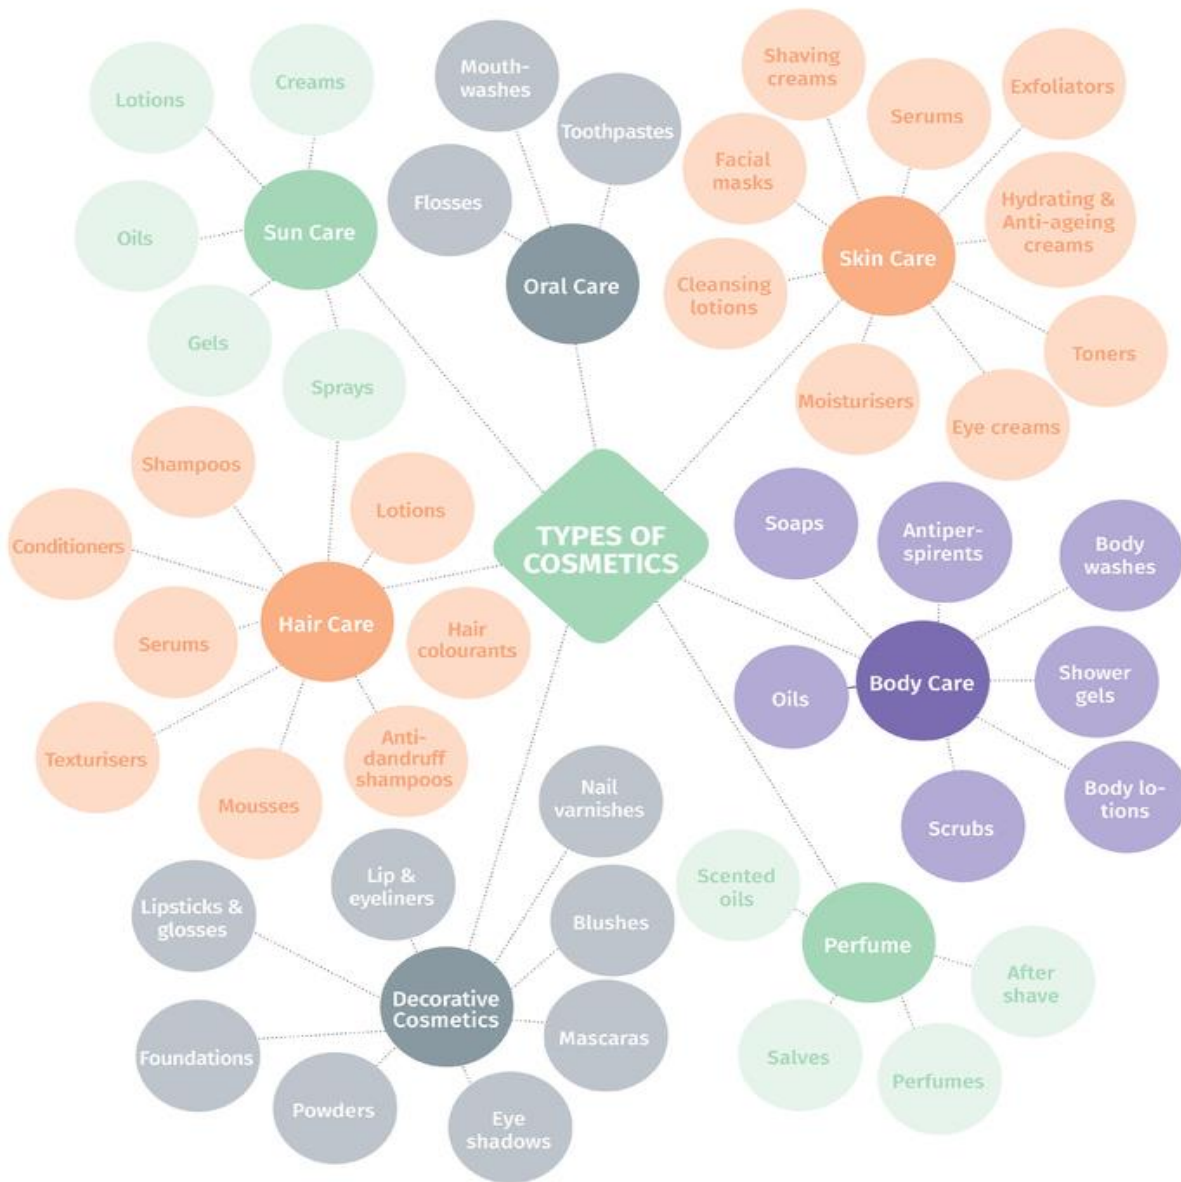 Lotions
Creams
Oils
Sun Care
Gels
Sprays
Mouth-
washes
Toothpastes
Flosses
Oral Care
Shaving
creams
Serums
Exfoliators
Facial
masks
Hydrating &
Anti-ageing
creams
Skin Care
Cleansing
lotions
Toners
Moisturisers
Eye creams
TYPES OF
COSMETICS
Shampoos
Lotions
Conditioners
Hair Care
Serums
Hair
colourants
Texturisers
Mousses
Anti-
dandruff
shampoos
Soaps
Antiper-
spirents
Body
washes
Oils
Body Care
Shower
gels
Scrubs
Body lo-
tions
Nail
varnishes
Lip &
eyeliners
Lipsticks &
glosses
Blushes
Decorative
Cosmetics
Mascaras
Foundations
Powders
Eye
shadows
Scented
oils
Perfume
After
shave
Salves
Perfumes